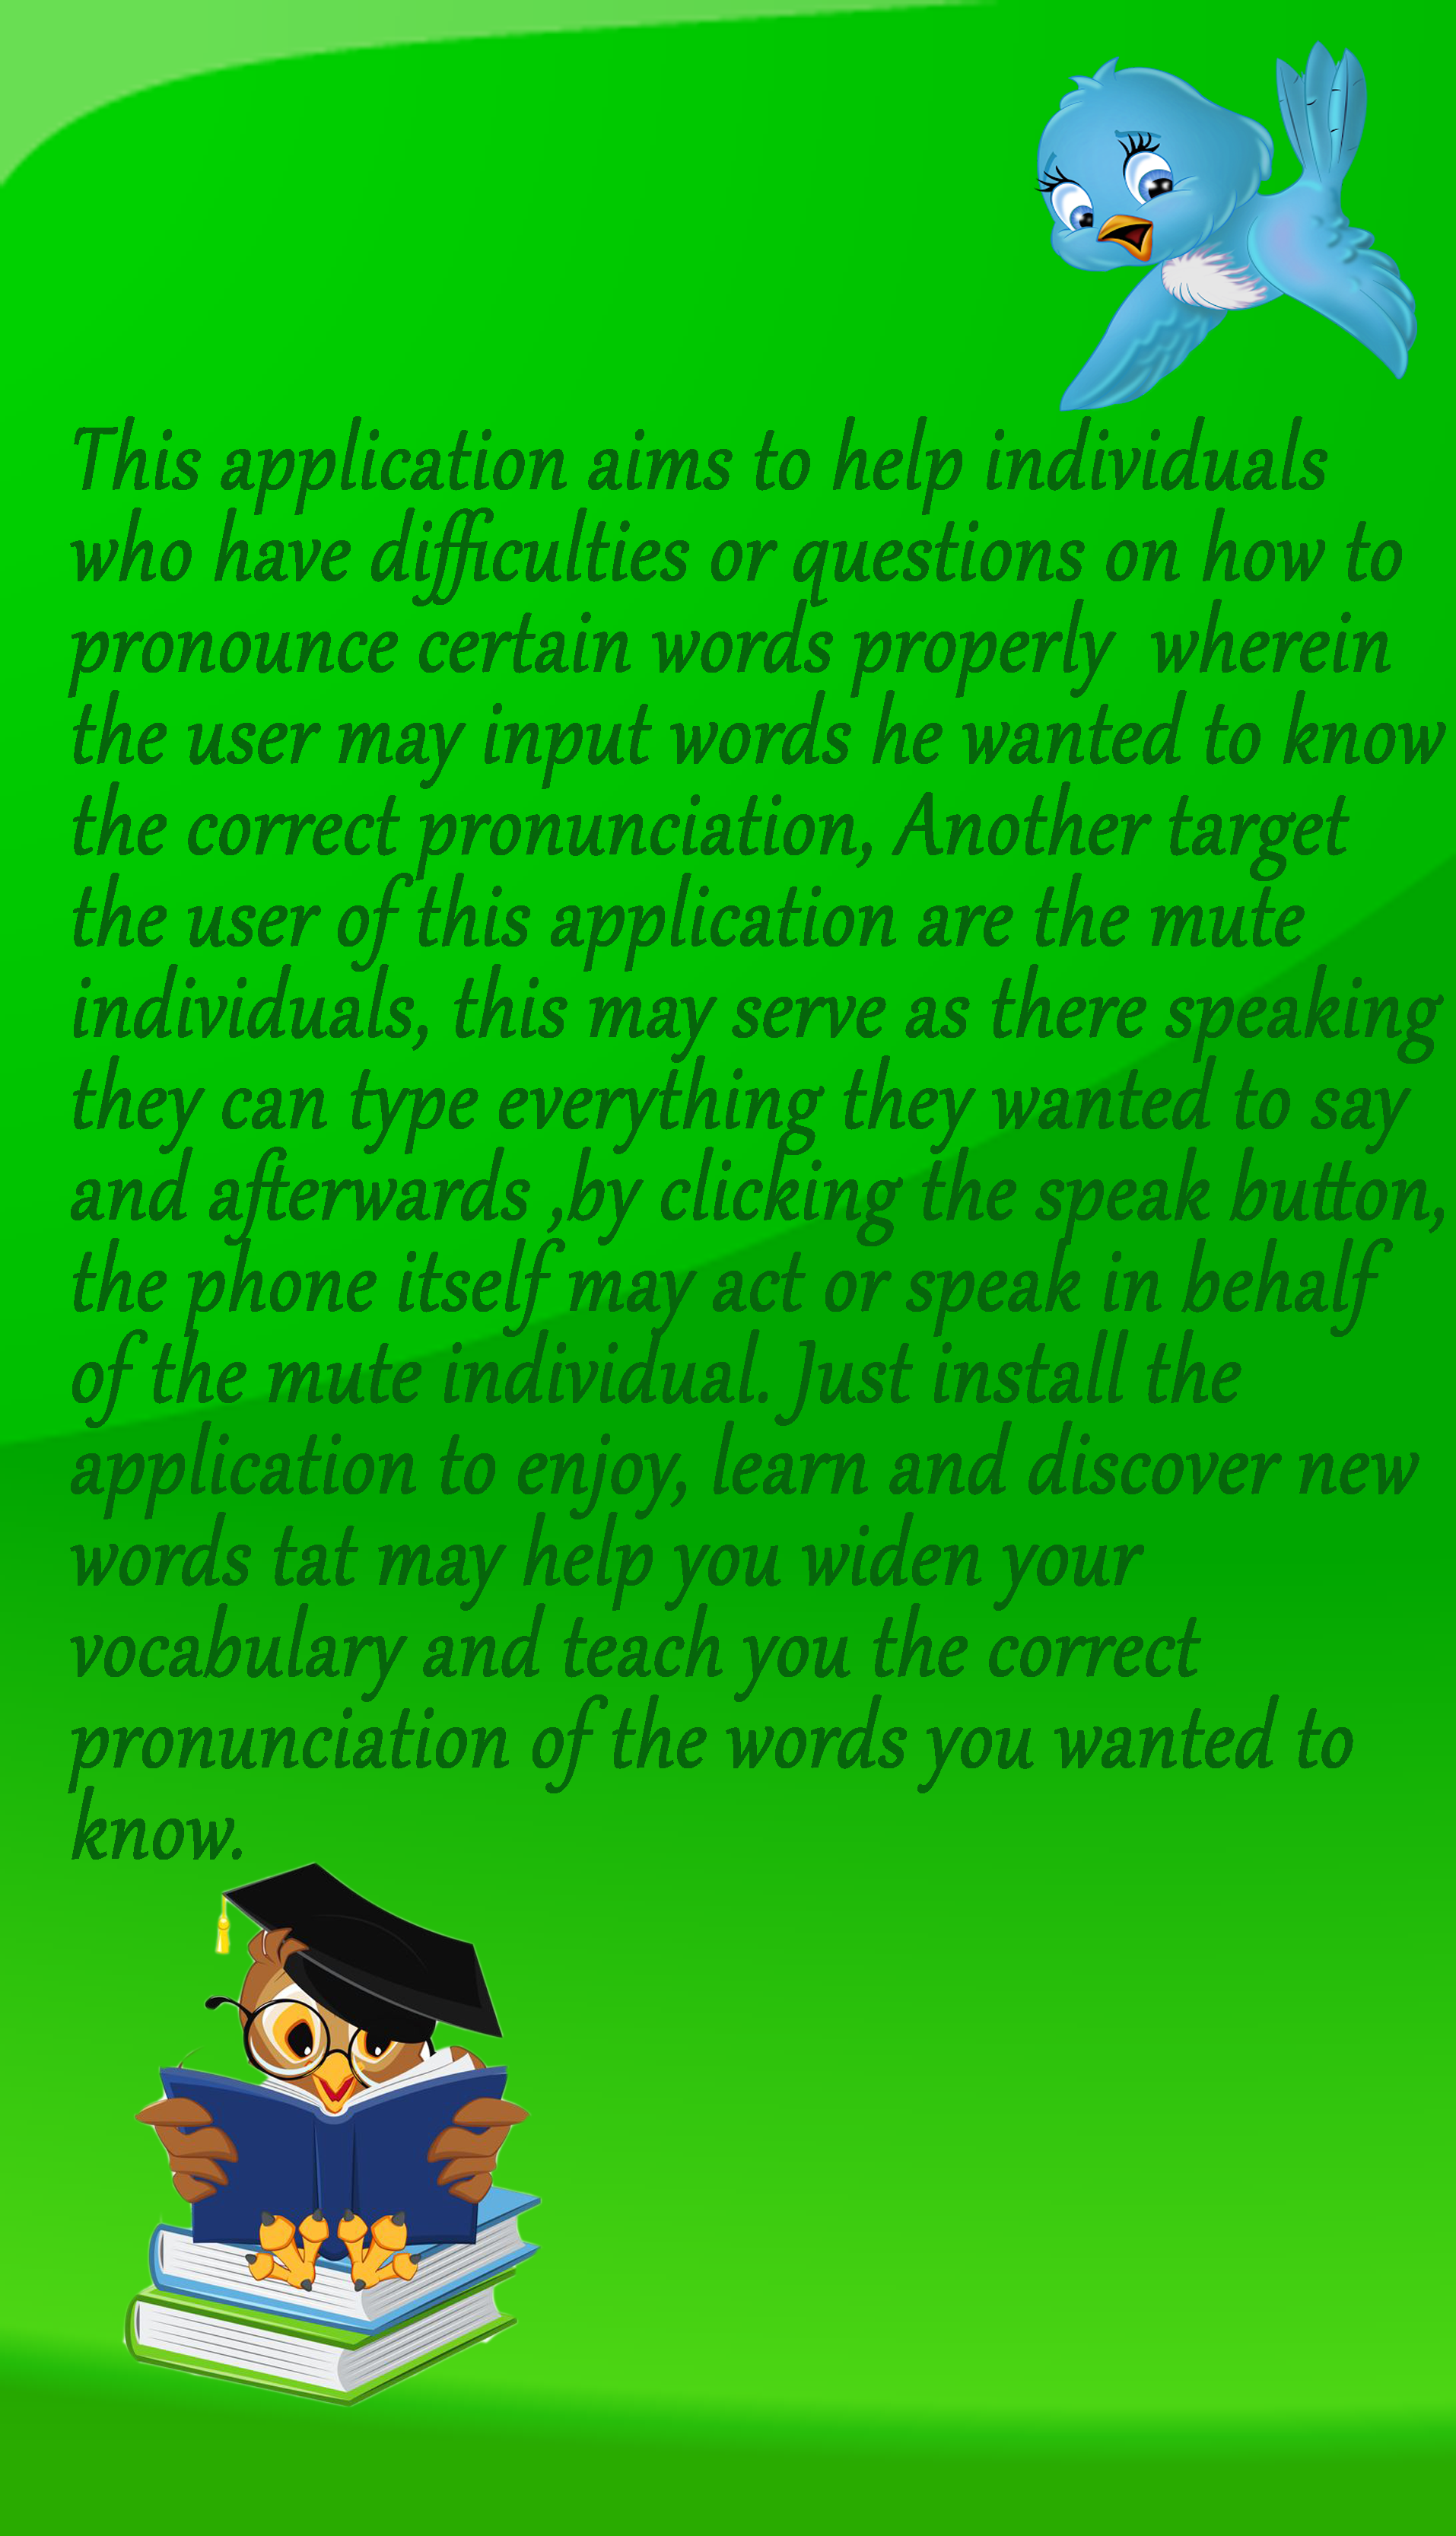 This application aims to help individuals
who have difficulties or questions on how to
pronounce certain words properly  wherein
the user may input words he wanted to know
the correct pronunciation, Another target
the user of this application are the mute
individuals, this may serve as there speaking
they can type everything they wanted to say
and afterwards ,by clicking the speak button,
the phone itself may act or speak in behalf
of the mute individual. Just install the
application to enjoy, learn and discover new
words tat may help you widen your
vocabulary and teach you the correct
pronunciation of the words you wanted to
know.